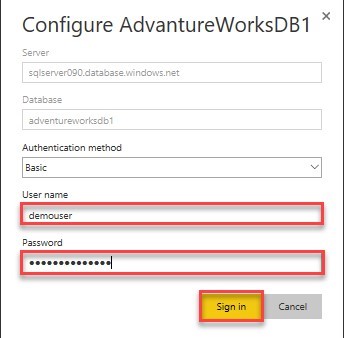 Configure AdvantureWorksDB1
Server
sqlserver090.database.windows.net
Database
adventureworksdb1
Authentication method
Basic
User name
demouser
Password
••••••••••••••
Sign in
Cancel